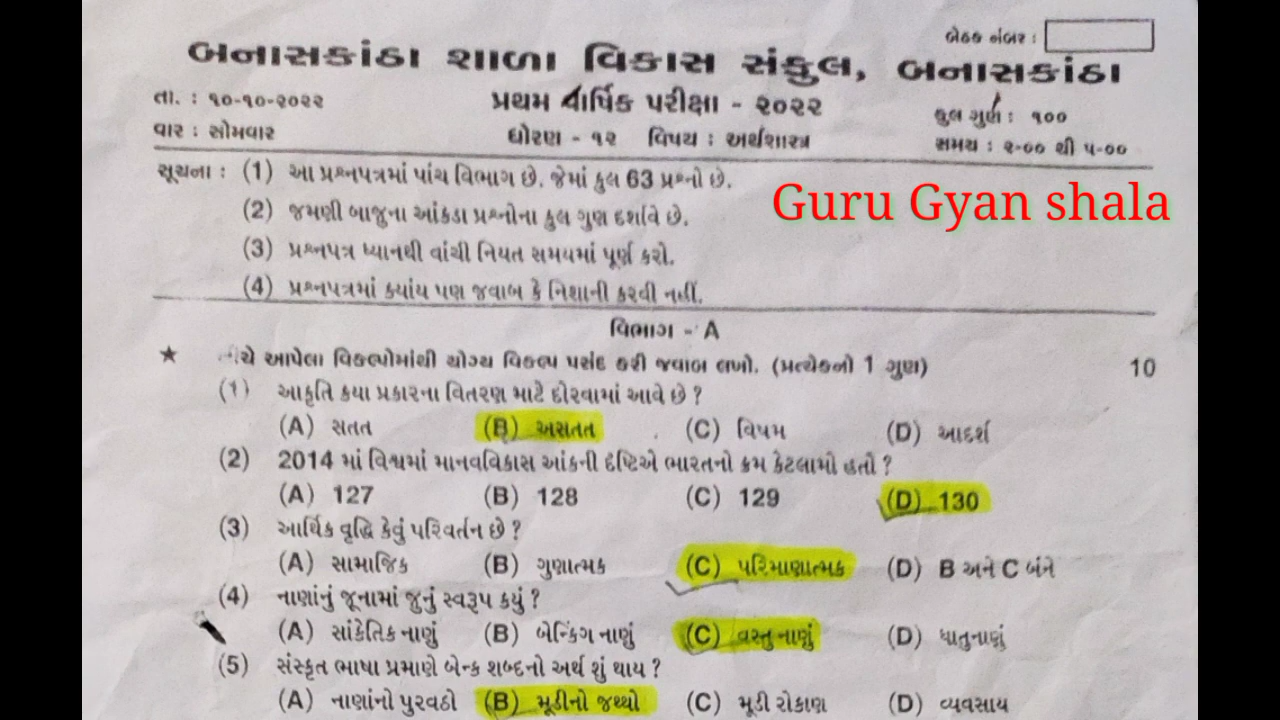 બેઠક નંબર :
બનાસકાંઠા શાળા વિકાસ સંકુલ, બનાસકાંઠા
તા. : ૧૦-૧૦-૨૦૨૨ પ્રથમ વાર્ષિક પરીક્ષા - ૨૦૨૨ કુલ ગુણ : ૧૦૦
વાર : સોમવાર ધોરણ - ૧૨ વિષય : અર્થશાસ્ત્ર સમય : ૨-૦૦ થી ૫-૦૦
સૂચના : (1) આ પ્રશ્નપત્રમાં પાંચ વિભાગ છે. જેમાં કુલ 63 પ્રશ્નો છે.
Guru Gyan shala
(2) જમણી બાજુના આંકડા પ્રશ્નોના કુલ ગુણ દર્શાવે છે.
(3) પ્રશ્નપત્ર ધ્યાનથી વાંચી નિયત સમયમાં પૂર્ણ કરો.
(4) પ્રશ્નપત્રમાં ક્યાંય પણ જવાબ કે નિશાની કરવી નહીં.
વિભાગ - A
★ આપેલા વિકલ્પોમાંથી યોગ્ય વિકલ્પ પસંદ કરી જવાબ લખો. (પ્રત્યેકનો 1 ગુણ) 10
(1) આકૃતિ કયા પ્રકારના વિતરણ માટે દોરવામાં આવે છે ?
(A) સતત (B) અસતત (C) વિષમ (D) આદર્શ
(2) 2014 માં વિશ્વમાં માનવવિકાસ આંકની દૃષ્ટિએ ભારતનો ક્રમ કેટલામો હતો ?
(A) 127 (B) 128 (C) 129 (D) 130
(3) આર્થિક વૃદ્ધિ કેવું પરિવર્તન છે ?
(A) સામાજિક (B) ગુણાત્મક (C) પરિમાણાત્મક (D) B અને C બંને
(4) નાણાંનું જૂનામાં જુનું સ્વરૂપ કયું ?
(A) સાંકેતિક નાણું (B) બેન્કિંગ નાણું (C) વસ્તુ નાણું (D) ધાતુનાણું
(5) સંસ્કૃત ભાષા પ્રમાણે બેન્ક શબ્દનો અર્થ શું થાય ?
(A) નાણાંનો પુરવઠો (B) મૂડીનો જથ્થો (C) મૂડી રોકાણ (D) વ્યવસાય